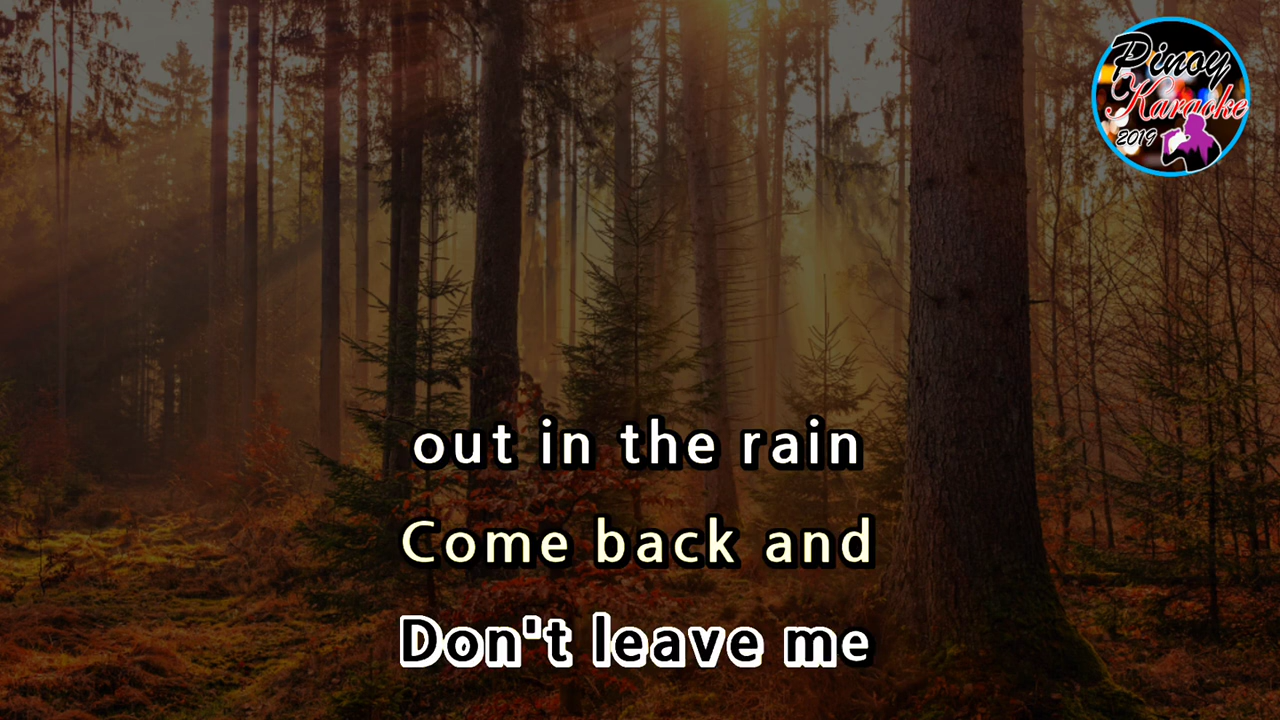 Pinoy
Karaoke
2019
out in the rain
Come back and
Don't leave me